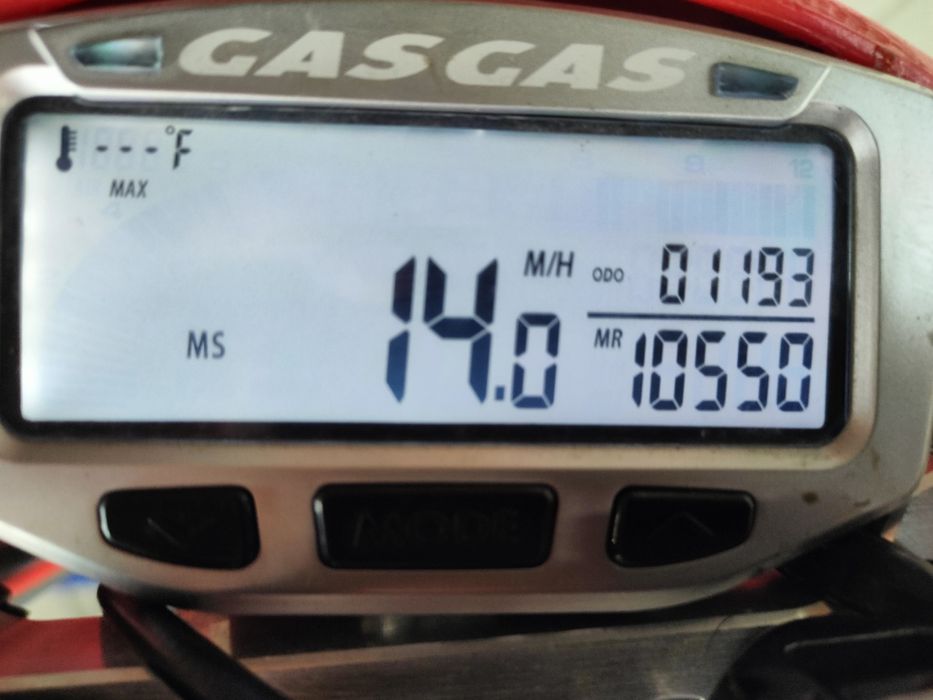 GASGAS
---°F
MAX
M/H
ODO 01193
MS
14.0
MR 10550
MODE